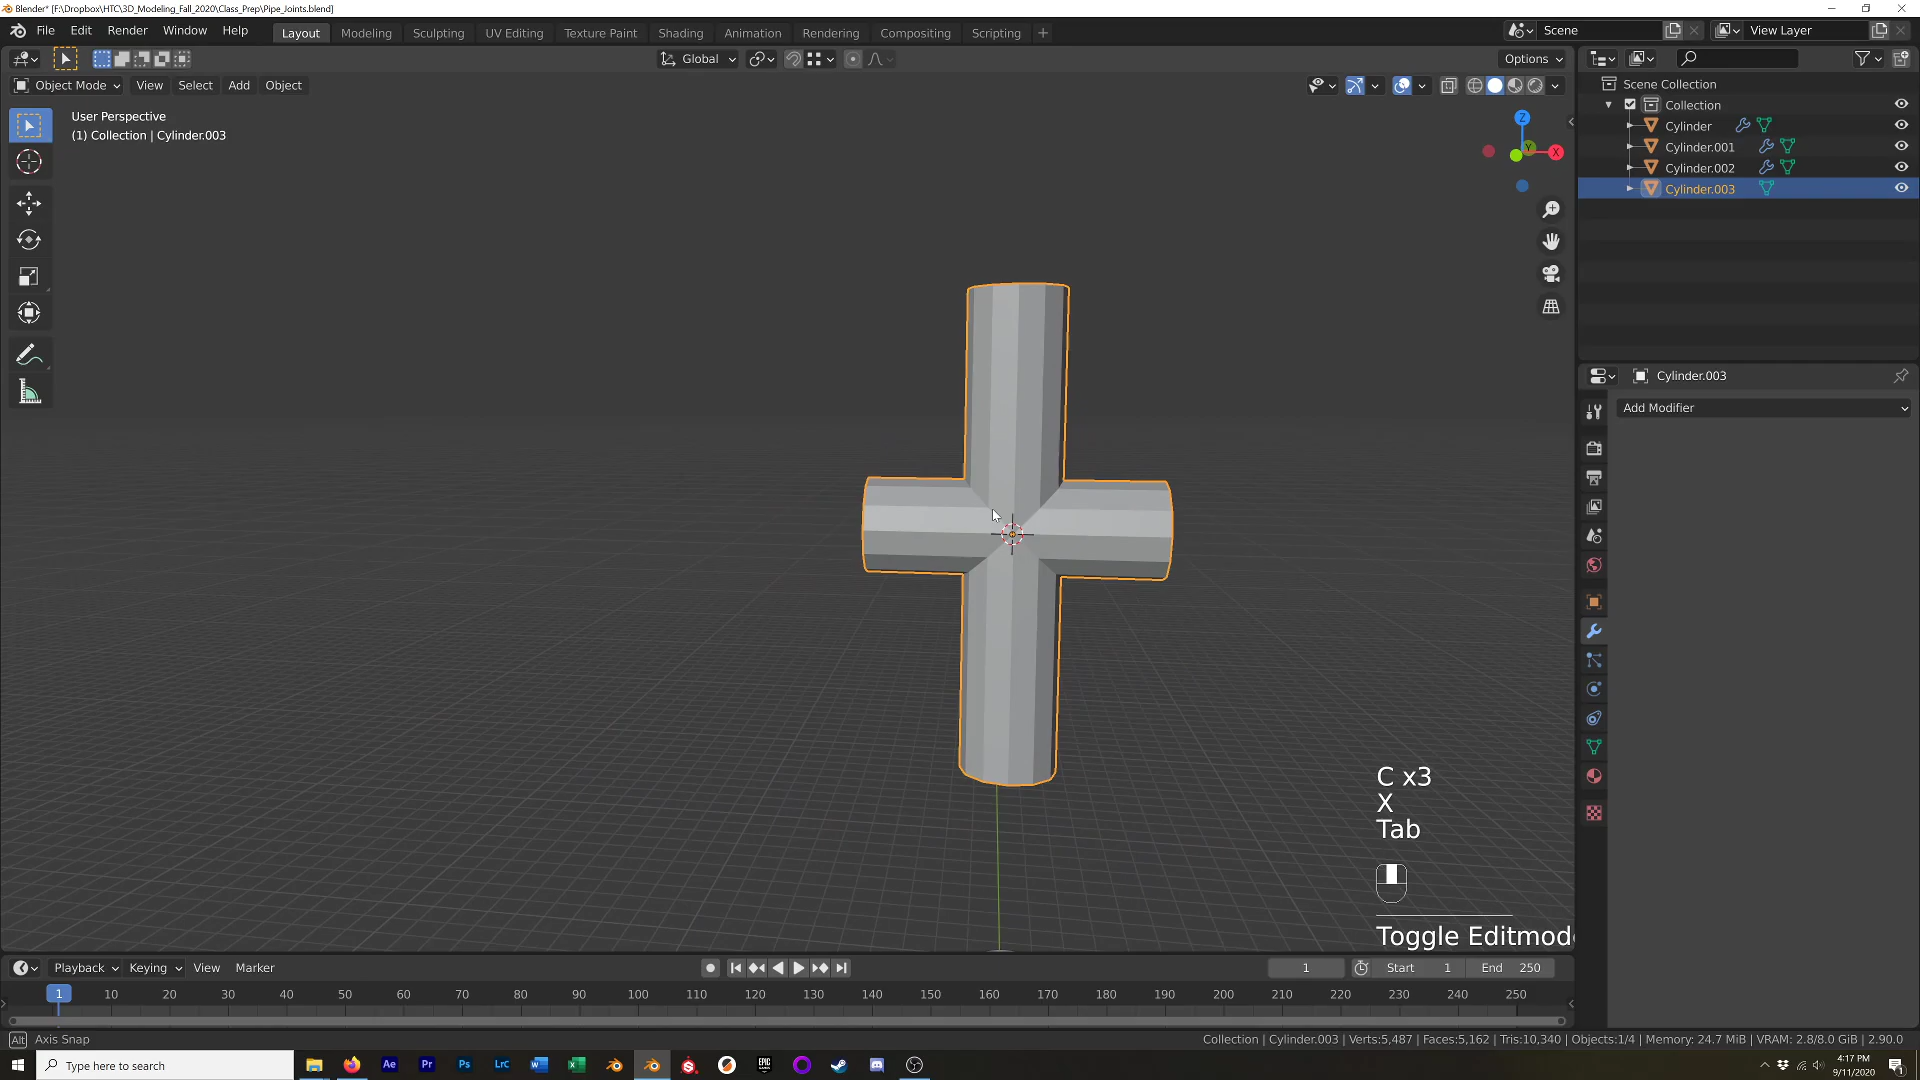 Blender* [F:\Dropbox\HTC\3D_Modeling_Fall_2020\Class_Prep\Pipe_Joints.blend]
File Edit Render Window Help Layout Modeling Sculpting UV Editing Texture Paint Shading Animation Rendering Compositing Scripting + Scene View Layer
Global Options
Object Mode View Select Add Object
Scene Collection
Collection
Cylinder
Cylinder.001
Cylinder.002
Cylinder.003
User Perspective
(1) Collection | Cylinder.003
Z
Y
X
Cylinder.003
Add Modifier
C x3
X
Tab
Toggle Editmod
Playback Keying View Marker 1 Start 1 End 250
1 10 20 30 40 50 60 70 80 90 100 110 120 130 140 150 160 170 180 190 200 210 220 230 240 250
Alt Axis Snap Collection | Cylinder.003 | Verts:5,487 | Faces:5,162 | Tris:10,340 | Objects:1/4 | Memory: 24.7 MiB | VRAM: 2.8/8.0 GiB | 2.90.0
Type here to search
Ae Pr Ps Lrc
4:17 PM
9/11/2020